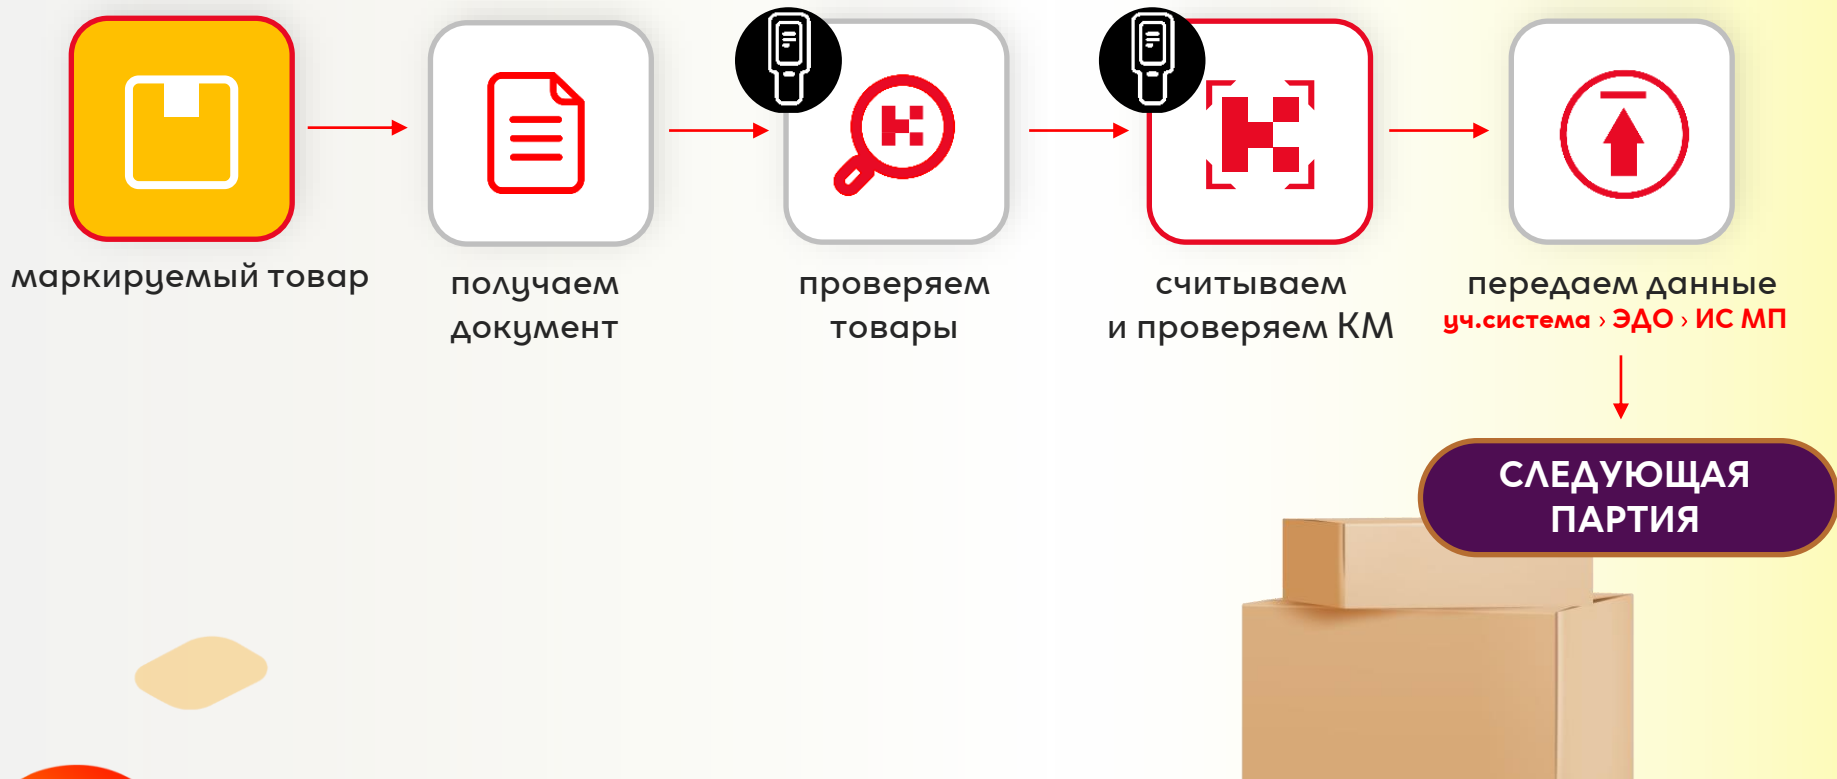 маркируемый товар
получаем
документ
проверяем
товары
считываем
и проверяем КМ
передаем данные
уч.система › ЭДО › ИС МП
СЛЕДУЮЩАЯ
ПАРТИЯ